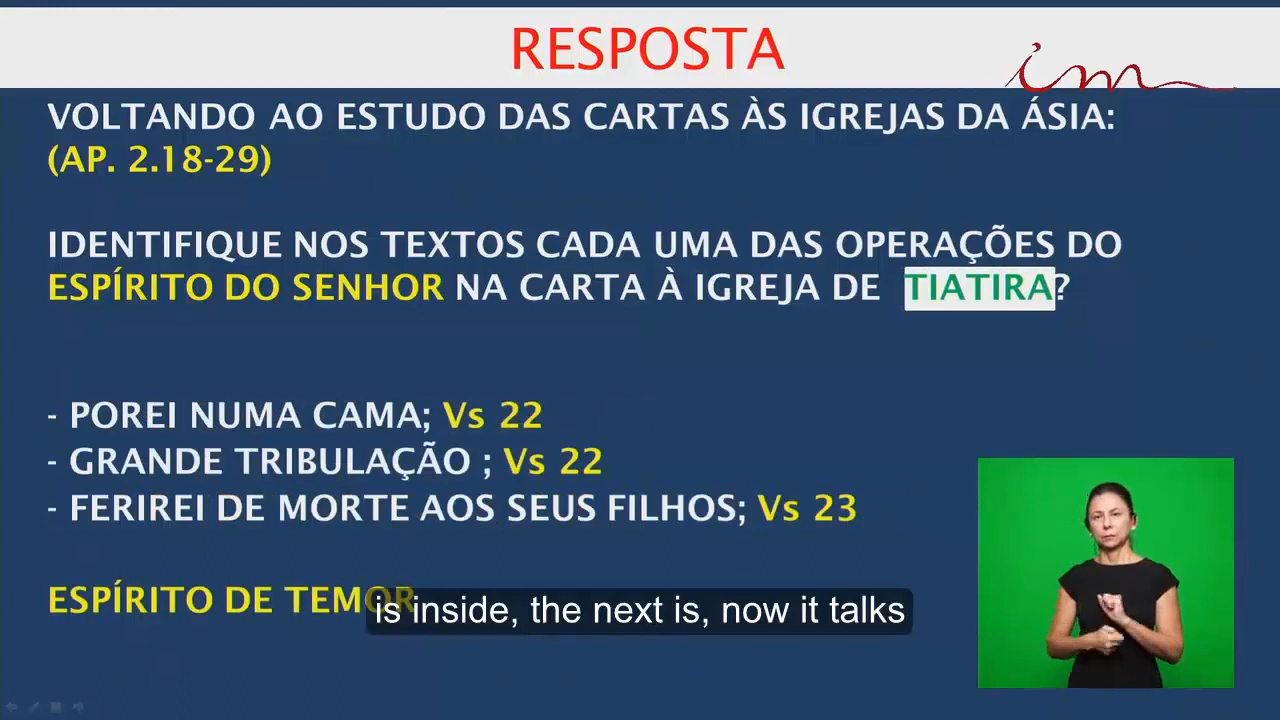 RESPOSTA
im
VOLTANDO AO ESTUDO DAS CARTAS ÀS IGREJAS DA ÁSIA:
(AP. 2.18-29)
IDENTIFIQUE NOS TEXTOS CADA UMA DAS OPERAÇÕES DO
ESPÍRITO DO SENHOR NA CARTA À IGREJA DE TIATIRA?
- POREI NUMA CAMA; Vs 22
- GRANDE TRIBULAÇÃO ; Vs 22
- FERIREI DE MORTE AOS SEUS FILHOS; Vs 23
ESPÍRITO DE TEMOR
is inside, the next is, now it talks